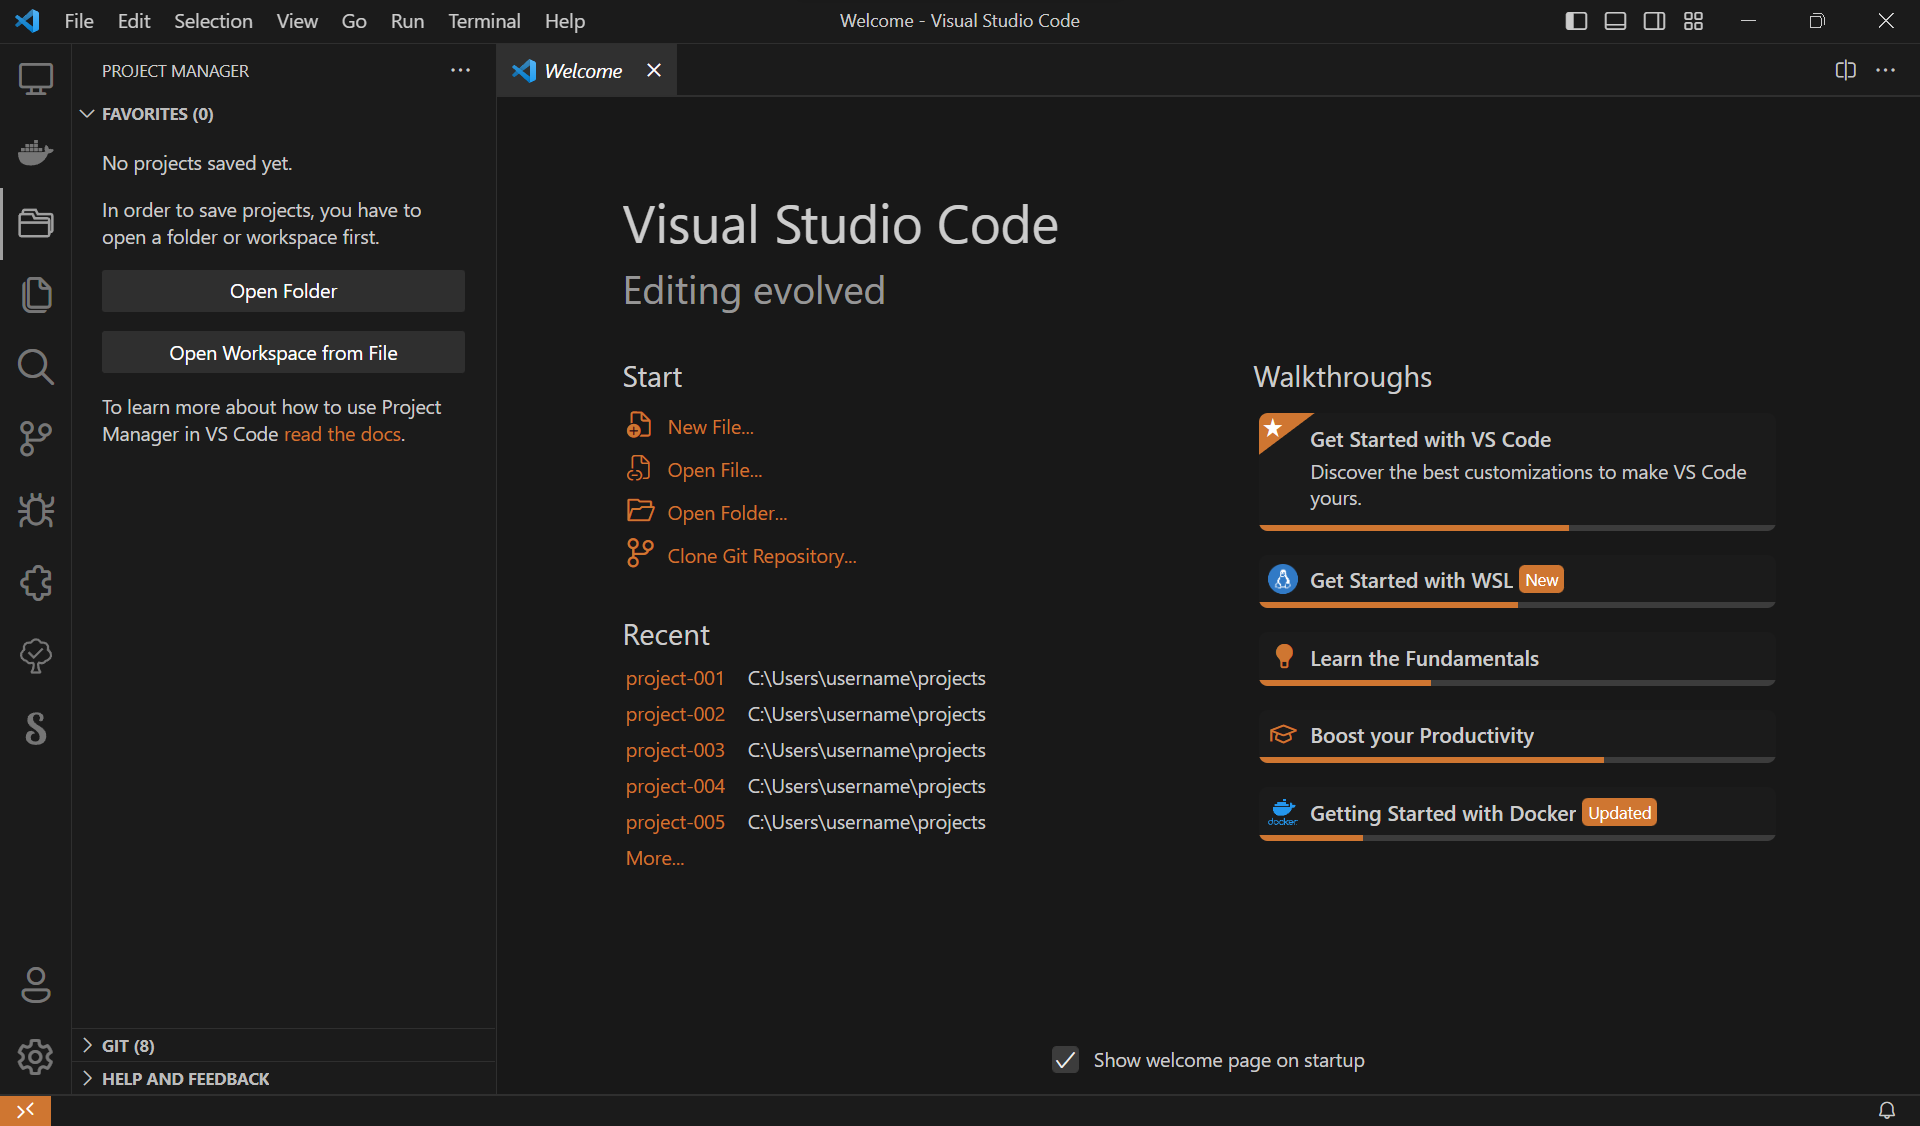 File Edit Selection View Go Run Terminal Help
Welcome - Visual Studio Code
PROJECT MANAGER
Welcome
FAVORITES (0)
No projects saved yet.
In order to save projects, you have to
open a folder or workspace first.
Open Folder
Open Workspace from File
To learn more about how to use Project
Manager in VS Code read the docs.
GIT (8)
HELP AND FEEDBACK
Visual Studio Code
Editing evolved
Start
New File...
Open File...
Open Folder...
Clone Git Repository...
Recent
project-001 C:\Users\username\projects
project-002 C:\Users\username\projects
project-003 C:\Users\username\projects
project-004 C:\Users\username\projects
project-005 C:\Users\username\projects
More...
Walkthroughs
Get Started with VS Code
Discover the best customizations to make VS Code
yours.
Get Started with WSL New
Learn the Fundamentals
Boost your Productivity
docker
Getting Started with Docker Updated
Show welcome page on startup